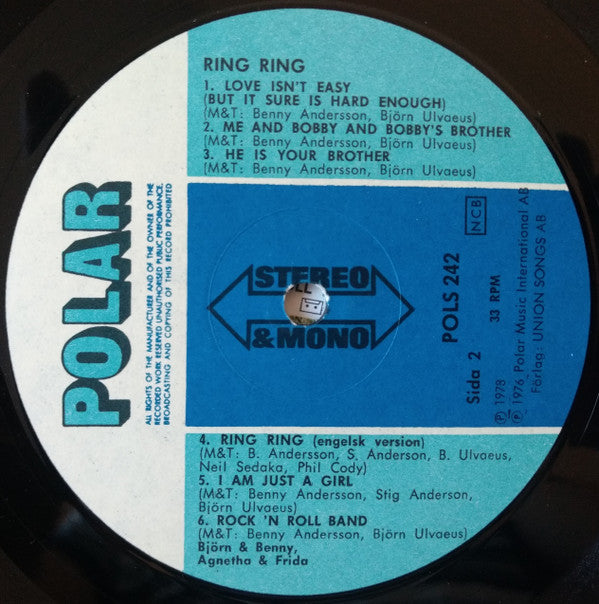 RING RING
1. LOVE ISN'T EASY
(BUT IT SURE IS HARD ENOUGH)
(M&T: Benny Andersson, Björn Ulvaeus)
2. ME AND BOBBY AND BOBBY'S BROTHER
(M&T: Benny Andersson, Björn Ulvaeus)
3. HE IS YOUR BROTHER
(M&T: Benny Andersson, Björn Ulvaeus)
POLAR
ALL RIGHTS OF THE MANUFACTURER AND OF THE OWNER OF THE
RECORDED WORK RESERVED UNAUTHORISED PUBLIC PERFORMANCE,
BROADCASTING AND COPYING OF THIS RECORD PROHIBITED
STEREO
& MONO
POLS 242
NCB
Sida 2
33 RPM
℗ 1978
℗ 1976 Polar Music International AB
Förlag: UNION SONGS AB
4. RING RING (engelsk version)
(M&T: B. Andersson, S. Anderson, B. Ulvaeus,
Neil Sedaka, Phil Cody)
5. I AM JUST A GIRL
(M&T: Benny Andersson, Stig Anderson,
Björn Ulvaeus)
6. ROCK 'N ROLL BAND
(M&T: Benny Andersson, Björn Ulvaeus)
Björn & Benny,
Agnetha & Frida